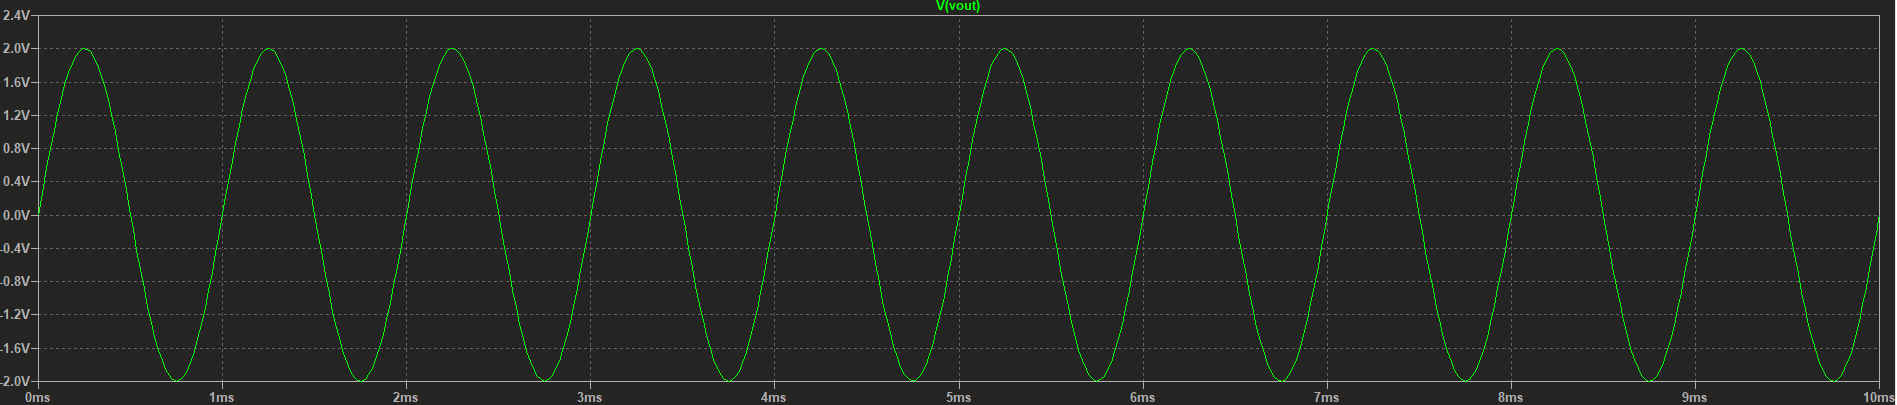 V(vout)
2.4V
2.0V
1.6V
1.2V
0.8V
0.4V
0.0V
-0.4V
-0.8V
-1.2V
-1.6V
-2.0V
0ms 1ms 2ms 3ms 4ms 5ms 6ms 7ms 8ms 9ms 10ms